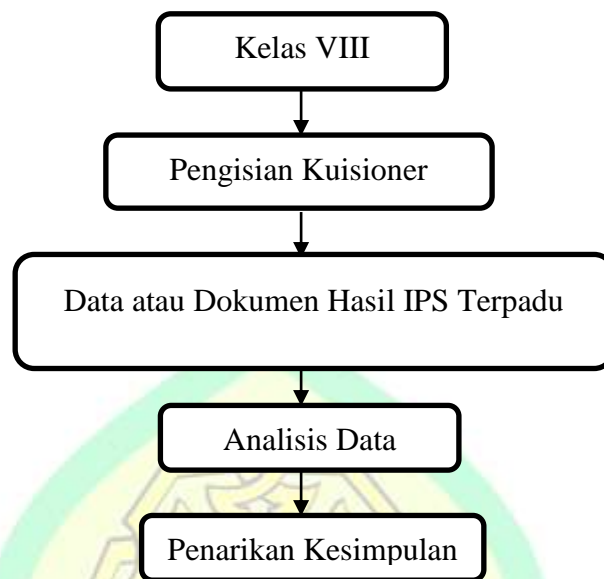 Kelas VIII
Pengisian Kuisioner
Data atau Dokumen Hasil IPS Terpadu
Analisis Data
Penarikan Kesimpulan